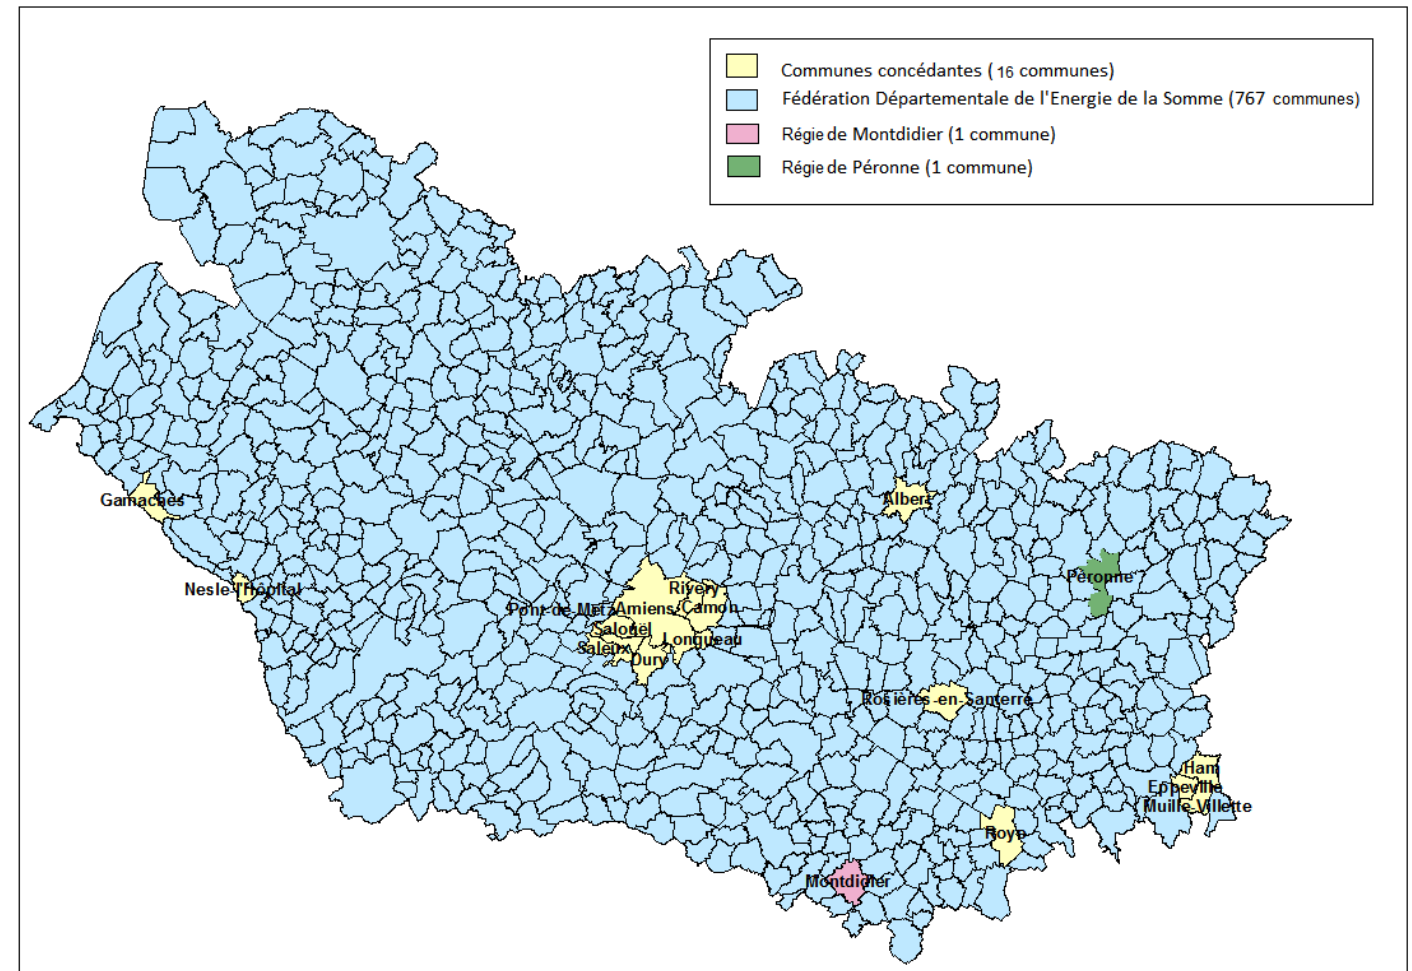 Communes concédantes ( 16 communes)
Fédération Départementale de l'Energie de la Somme (767 communes)
Régie de Montdidier (1 commune)
Régie de Péronne (1 commune)
Gamaches
Albert
Péronne
Nesle-l'Hôpital
Rivery
Pont-de-Metz
Amiens
Camon
Salouël
Longueau
Saleux
Dury
Rosières-en-Santerre
Ham
Eppeville
Muille-Villette
Roye
Montdidier